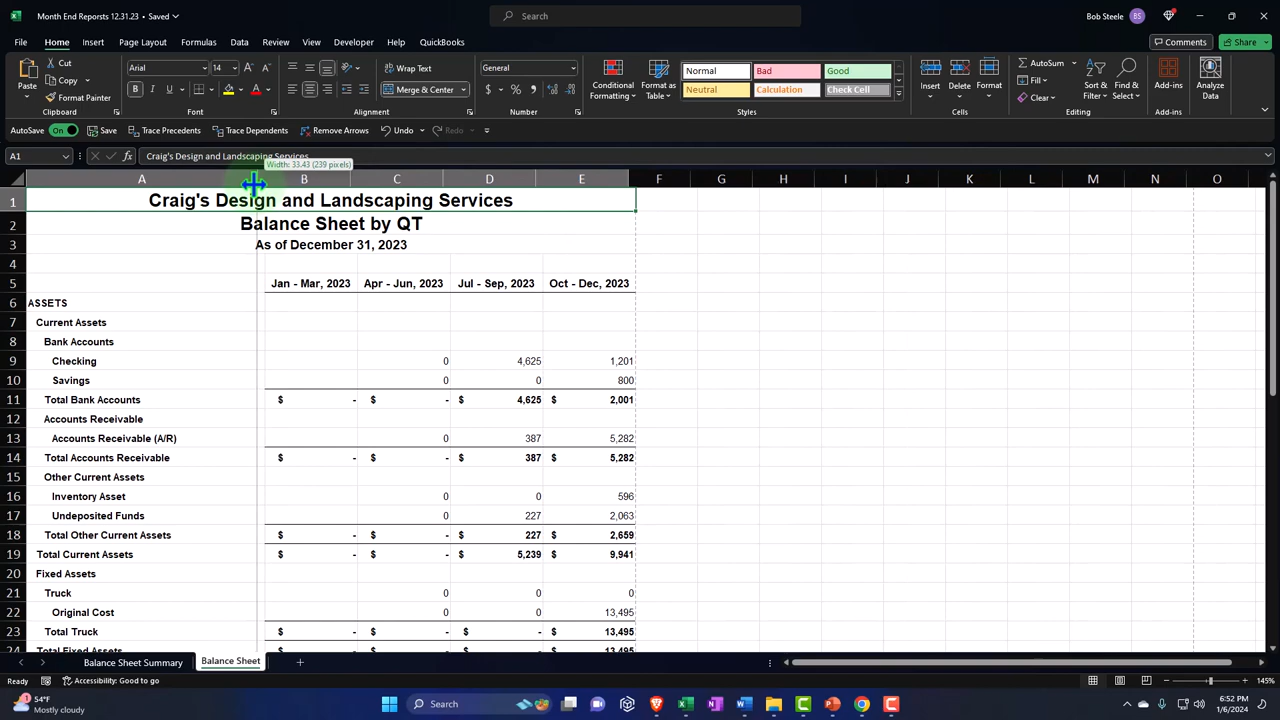 Month End Reporsts 12.31.23 • Saved
Search
Bob Steele BS
File Home Insert Page Layout Formulas Data Review View Developer Help QuickBooks
Comments Share
Paste Cut Copy Format Painter Clipboard
Arial 14 Font
Wrap Text Merge & Center Alignment
General Number
Conditional Formatting Format as Table
Normal Bad Good
Neutral Calculation Check Cell
Styles
Insert Delete Format Cells
AutoSum Fill Clear Sort & Filter Find & Select Editing
Add-ins Add-ins
Analyze Data
AutoSave On Save Trace Precedents Trace Dependents Remove Arrows Undo Redo
A1 fx Craig's Design and Landscaping Services
Width: 33.43 (239 pixels)
A B C D E F G H I J K L M N O
1 Craig's Design and Landscaping Services
2 Balance Sheet by QT
3 As of December 31, 2023
4
5 Jan - Mar, 2023 Apr - Jun, 2023 Jul - Sep, 2023 Oct - Dec, 2023
6 ASSETS
7 Current Assets
8 Bank Accounts
9 Checking 0 4,625 1,201
10 Savings 0 0 800
11 Total Bank Accounts $ - $ - $ 4,625 $ 2,001
12 Accounts Receivable
13 Accounts Receivable (A/R) 0 387 5,282
14 Total Accounts Receivable $ - $ - $ 387 $ 5,282
15 Other Current Assets
16 Inventory Asset 0 0 596
17 Undeposited Funds 0 227 2,063
18 Total Other Current Assets $ - $ - $ 227 $ 2,659
19 Total Current Assets $ - $ - $ 5,239 $ 9,941
20 Fixed Assets
21 Truck 0 0 0
22 Original Cost 0 0 13,495
23 Total Truck $ - $ - $ - $ 13,495
24 Total Fixed Assets $ - $ - $ - $ 13,495
Balance Sheet Summary Balance Sheet
Ready Accessibility: Good to go 145%
54°F
Mostly cloudy
Search
6:52 PM
1/6/2024